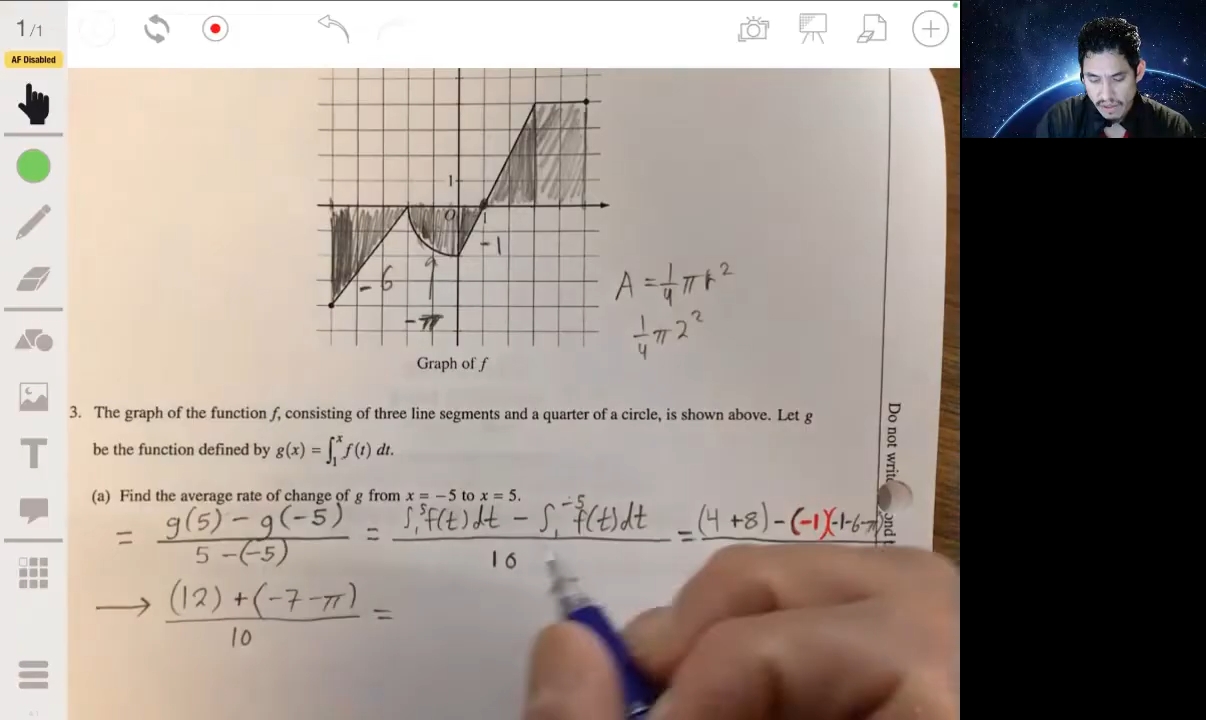 1/1
AF Disabled
1
O
1
-1
-6
-π
A = 1/4 πr²
1/4 π2²
Graph of f
3. The graph of the function f, consisting of three line segments and a quarter of a circle, is shown above. Let g
be the function defined by g(x) = ∫₁ˣ f(t) dt.
(a) Find the average rate of change of g from x = −5 to x = 5.
= (g(5) − g(−5))/(5 − (−5)) = (∫₁⁵ f(t)dt − ∫₁⁻⁵ f(t)dt)/10 = (4 + 8) − (−1)(−1−6−π)
→ ((12) + (−7 − π))/10 =
Do not write
T